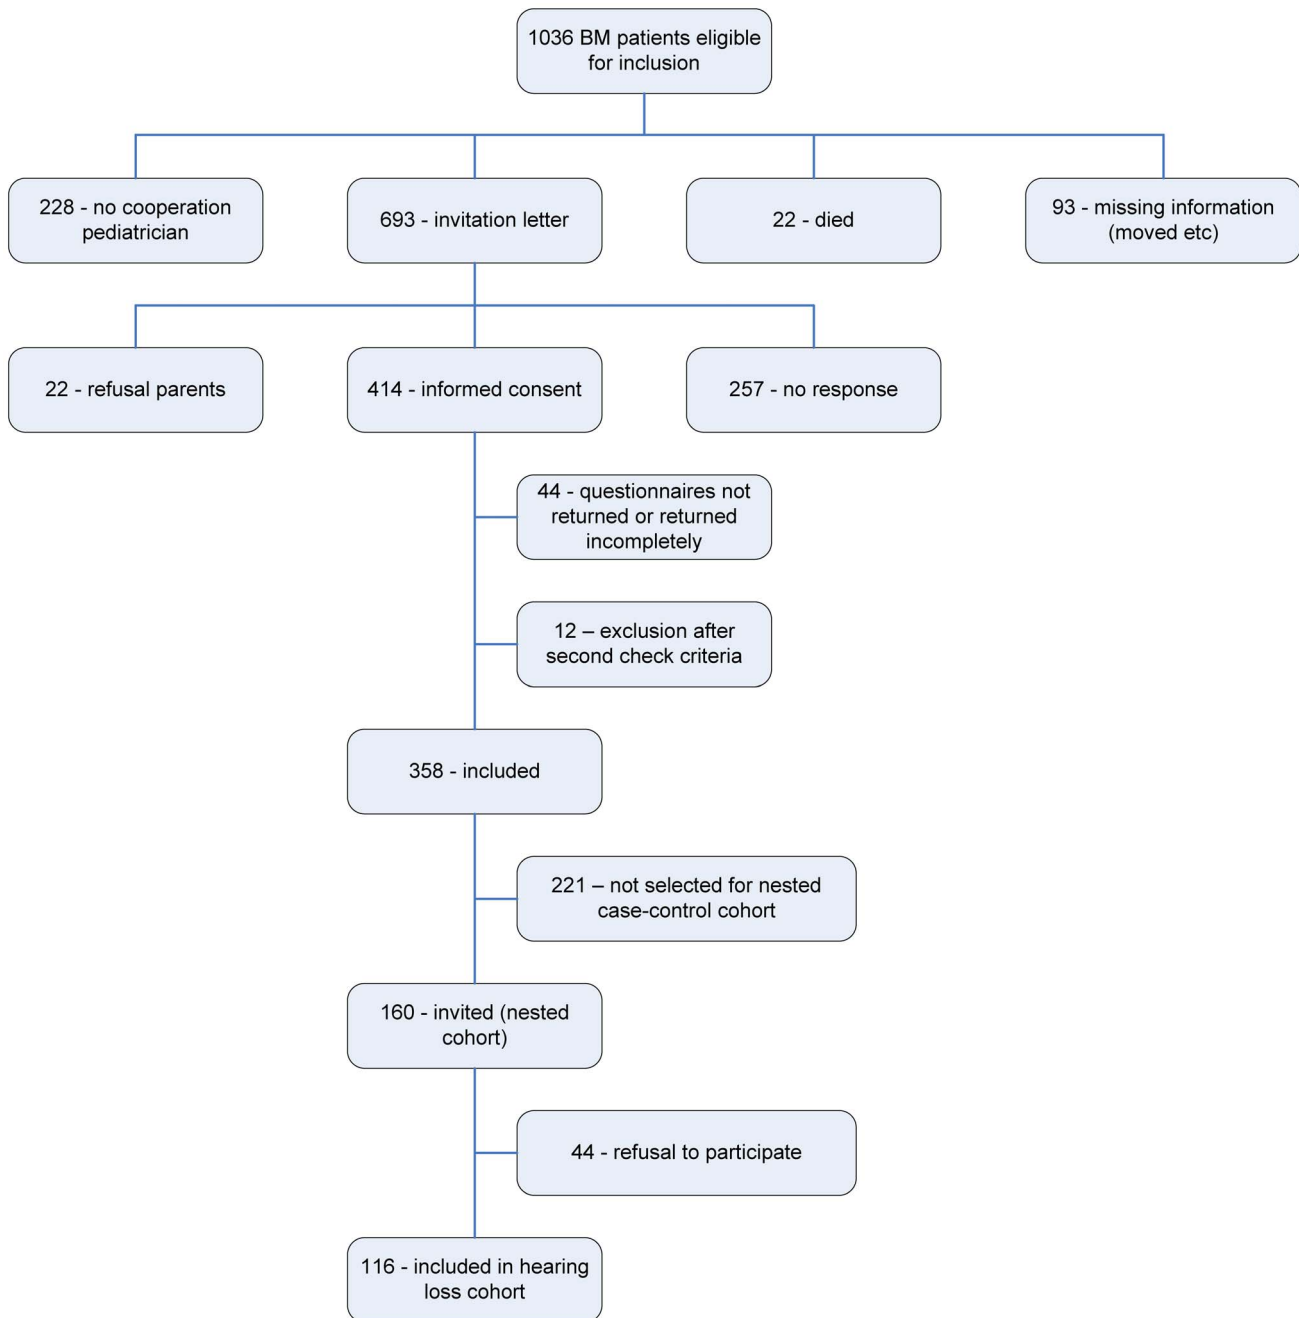 1036 BM patients eligible
for inclusion
228 - no cooperation
pediatrician
693 - invitation letter
22 - died
93 - missing information
(moved etc)
22 - refusal parents
414 - informed consent
257 - no response
44 - questionnaires not
returned or returned
incompletely
12 – exclusion after
second check criteria
358 - included
221 – not selected for nested
case-control cohort
160 - invited (nested
cohort)
44 - refusal to participate
116 - included in hearing
loss cohort